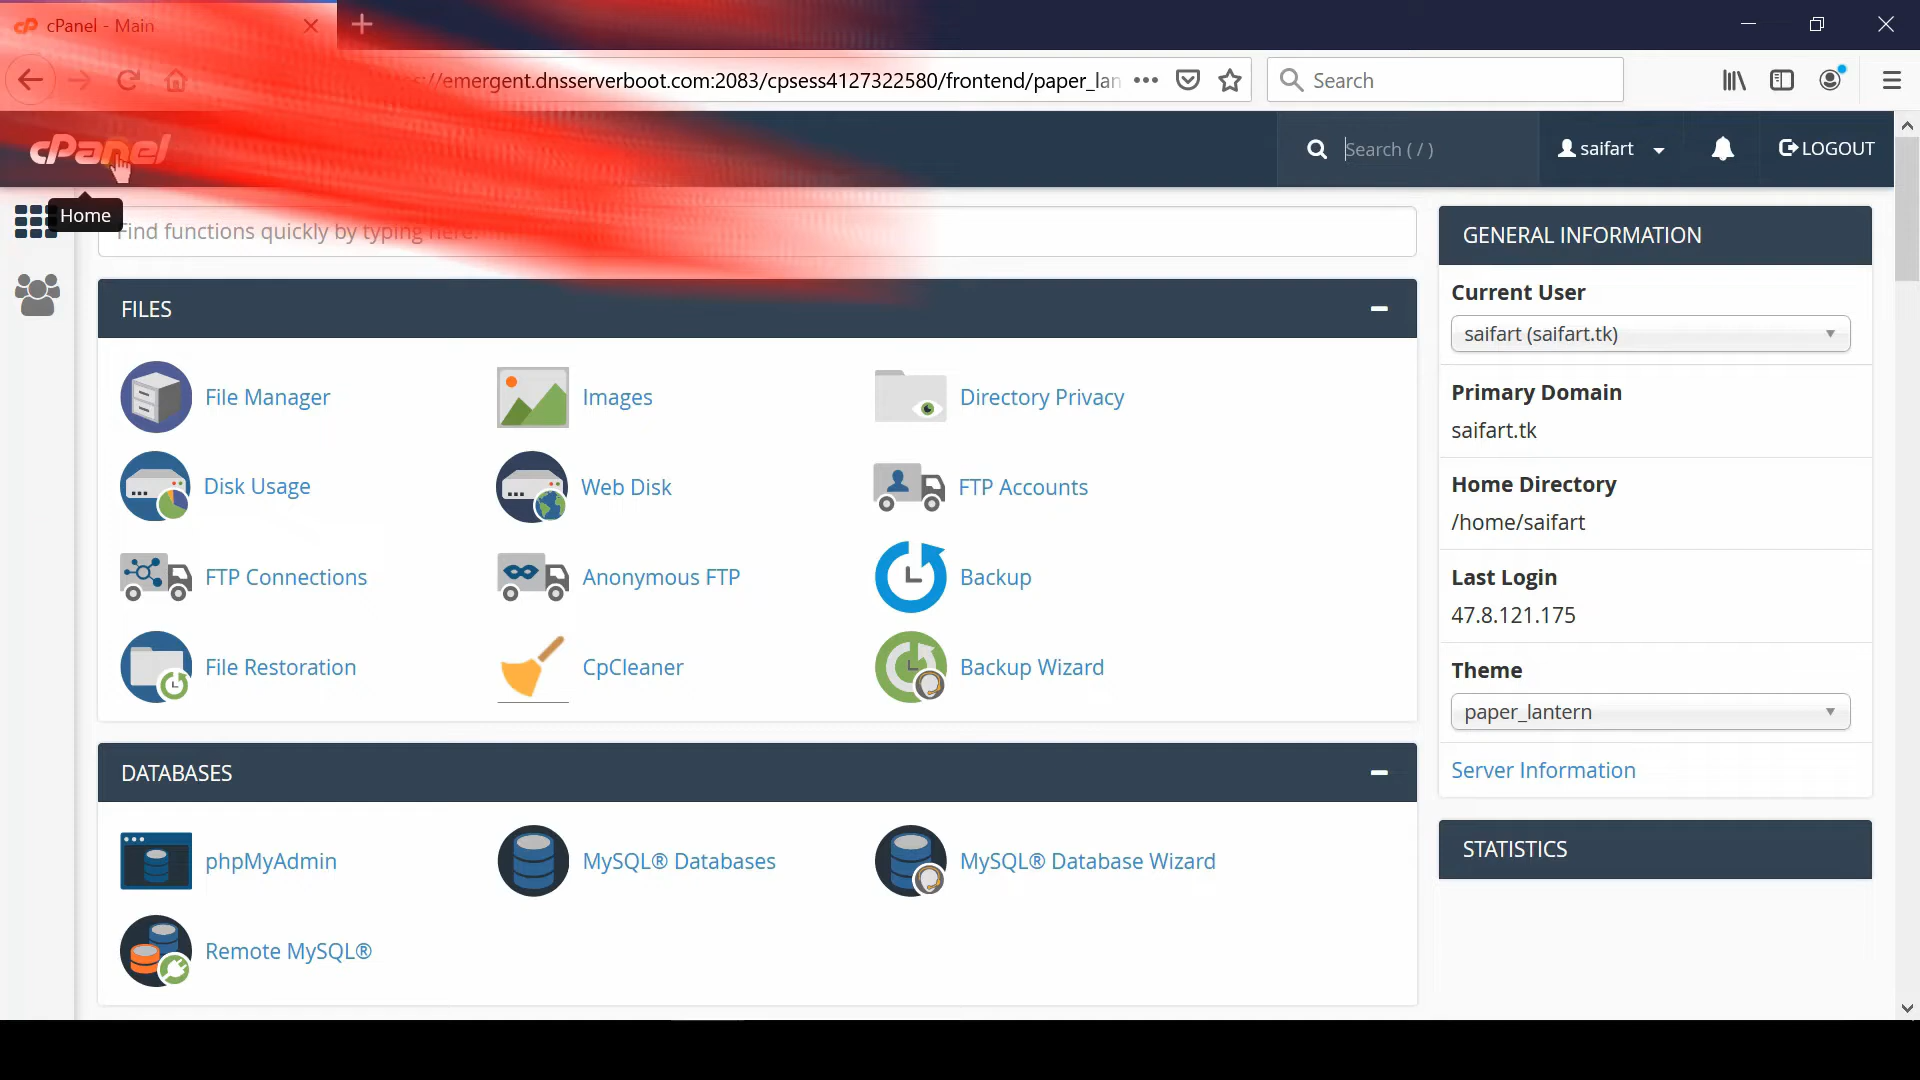 cPanel - Main
://emergent.dnsserverboot.com:2083/cpsess4127322580/frontend/paper_lan
Search
cPanel
Search ( / )
saifart
LOGOUT
Home
Find functions quickly by typing here.
GENERAL INFORMATION
Current User
saifart (saifart.tk)
Primary Domain
saifart.tk
Home Directory
/home/saifart
Last Login
47.8.121.175
Theme
paper_lantern
Server Information
STATISTICS
FILES
File Manager
Images
Directory Privacy
Disk Usage
Web Disk
FTP Accounts
FTP Connections
Anonymous FTP
Backup
File Restoration
CpCleaner
Backup Wizard
DATABASES
phpMyAdmin
MySQL® Databases
MySQL® Database Wizard
Remote MySQL®